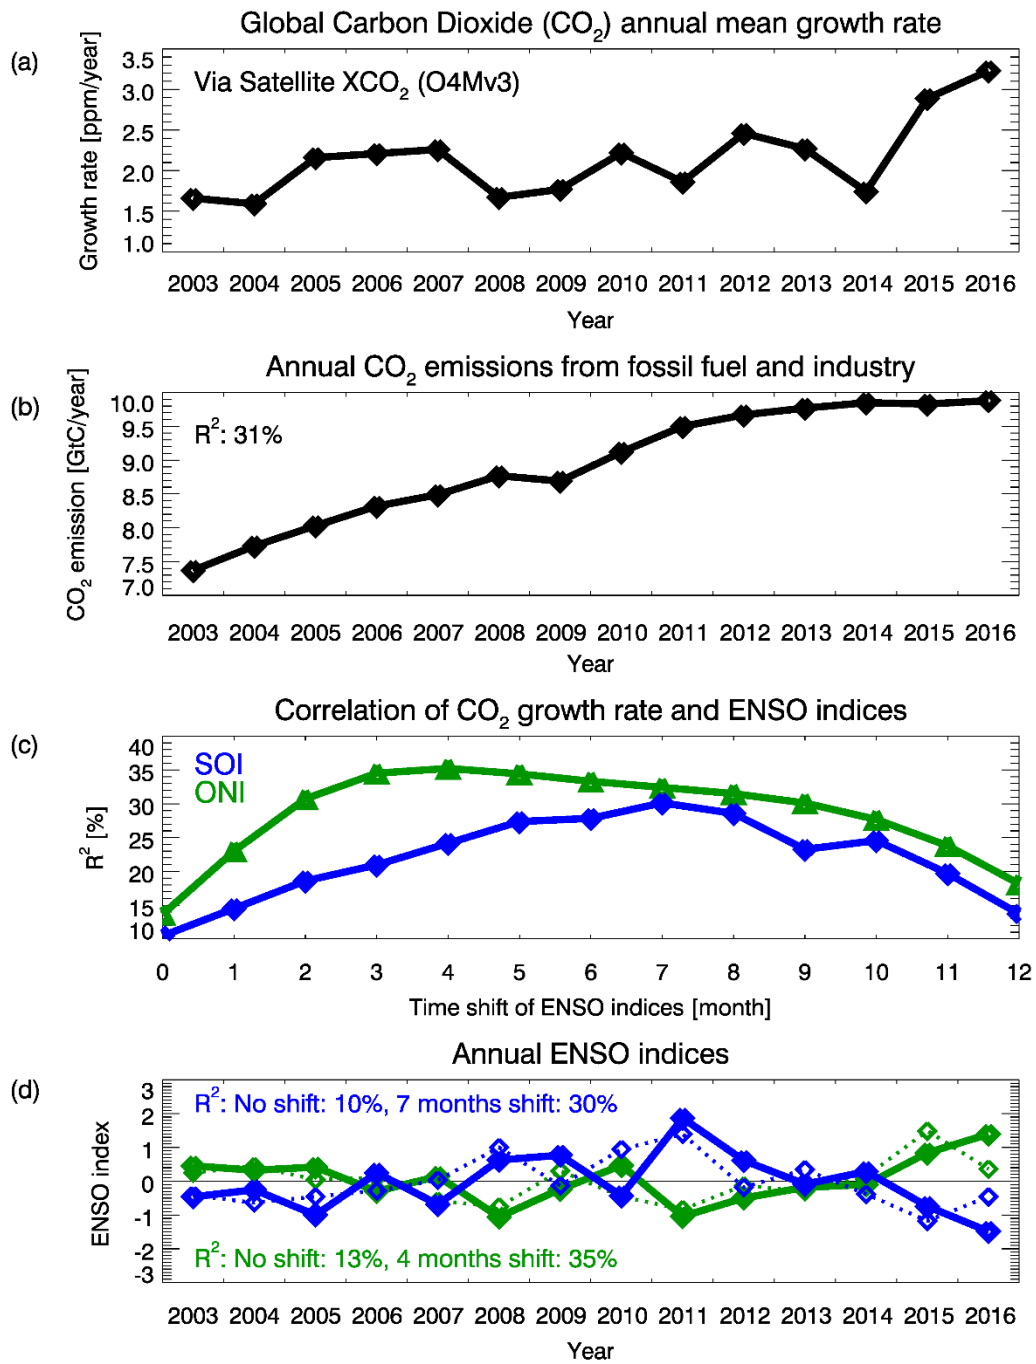 Global Carbon Dioxide (CO₂) annual mean growth rate
(a)
Growth rate [ppm/year]
3.5
3.0
2.5
2.0
1.5
1.0
Via Satellite XCO₂ (O4Mv3)
2003 2004 2005 2006 2007 2008 2009 2010 2011 2012 2013 2014 2015 2016
Year
Annual CO₂ emissions from fossil fuel and industry
(b)
CO₂ emission [GtC/year]
10.0
9.5
9.0
8.5
8.0
7.5
7.0
R²: 31%
2003 2004 2005 2006 2007 2008 2009 2010 2011 2012 2013 2014 2015 2016
Year
Correlation of CO₂ growth rate and ENSO indices
(c)
R² [%]
40
35
30
25
20
15
10
SOI
ONI
0 1 2 3 4 5 6 7 8 9 10 11 12
Time shift of ENSO indices [month]
Annual ENSO indices
(d)
ENSO index
3
2
1
0
-1
-2
-3
R²: No shift: 10%, 7 months shift: 30%
R²: No shift: 13%, 4 months shift: 35%
2003 2004 2005 2006 2007 2008 2009 2010 2011 2012 2013 2014 2015 2016
Year